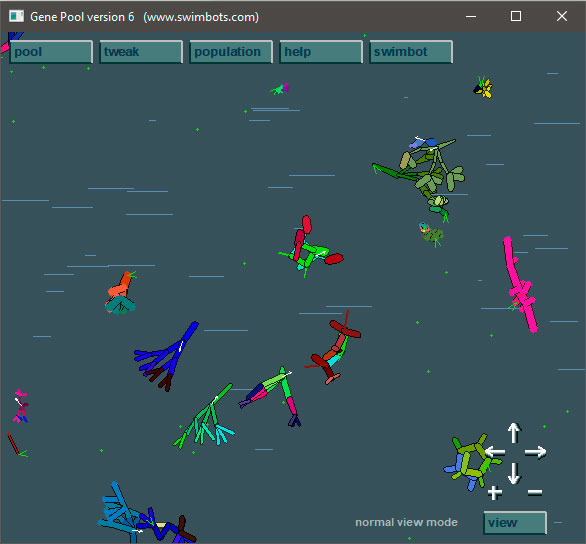 Gene Pool version 6 (www.swimbots.com)
pool tweak population help swimbot
+ −
normal view mode view